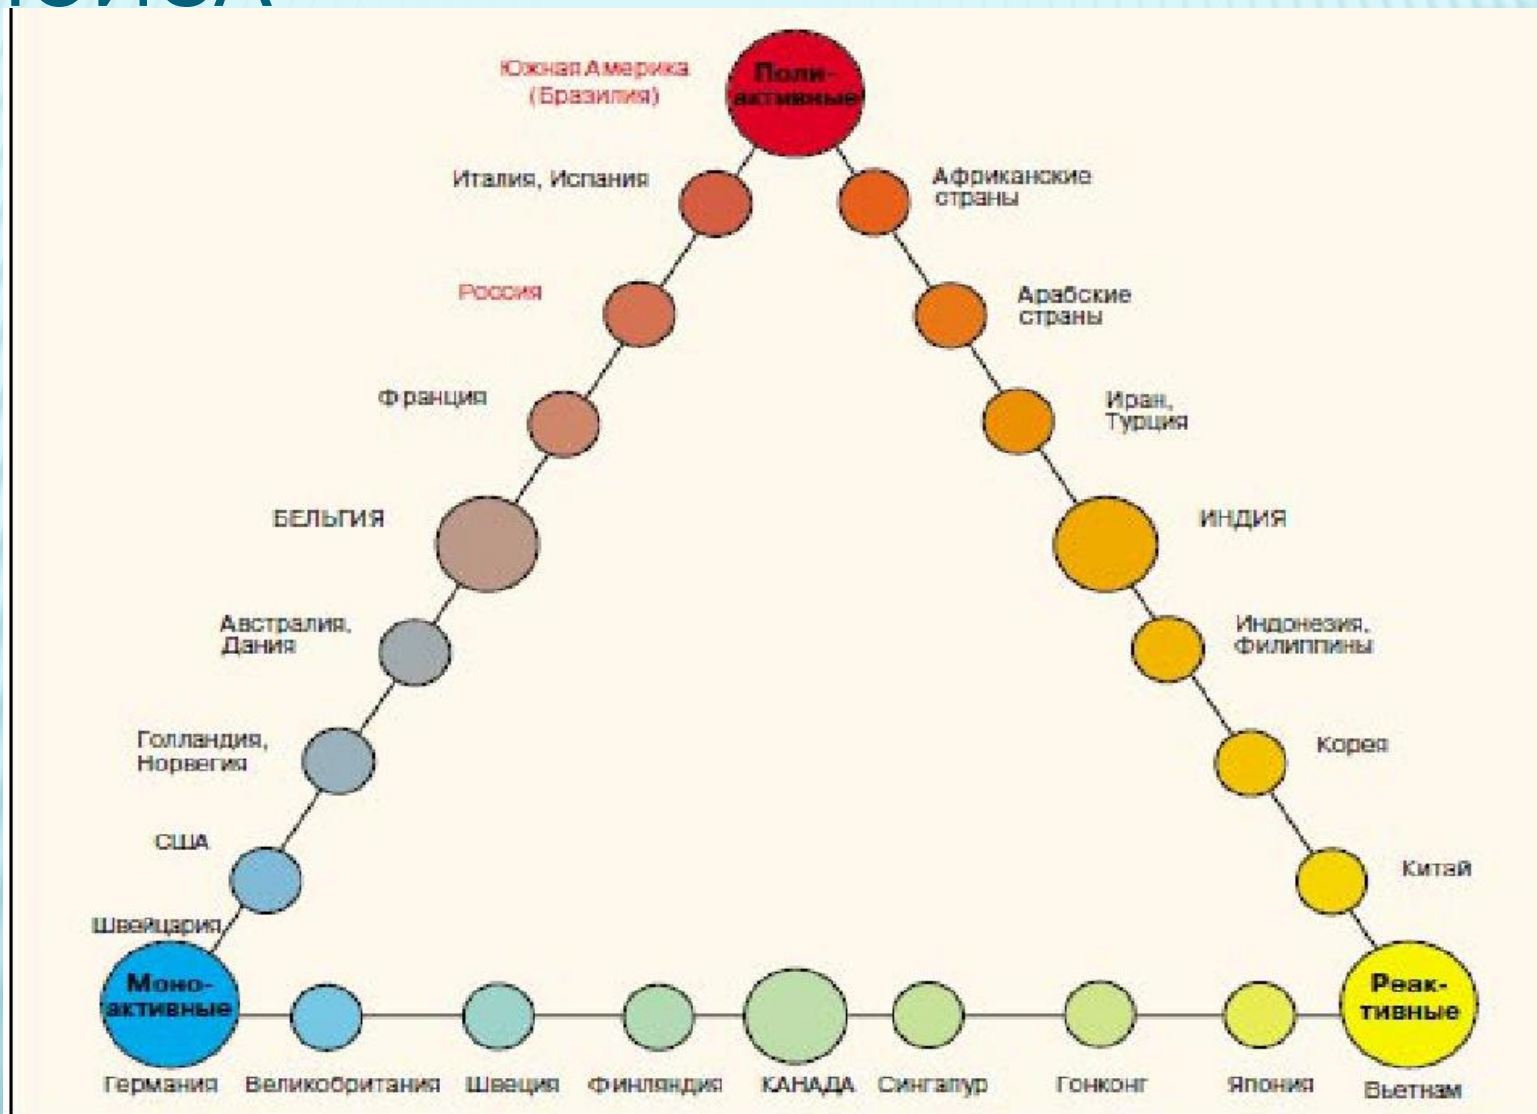 Поли-
активные
Южная Америка
(Бразилия)
Италия, Испания
Африканские
страны
Россия
Арабские
страны
Франция
Иран,
Турция
БЕЛЬГИЯ
ИНДИЯ
Австралия,
Дания
Индонезия,
Филиппины
Голландия,
Норвегия
Корея
США
Китай
Швейцария
Моно-
активные
Реак-
тивные
Германия
Великобритания
Швеция
Финляндия
КАНАДА
Сингапур
Гонконг
Япония
Вьетнам